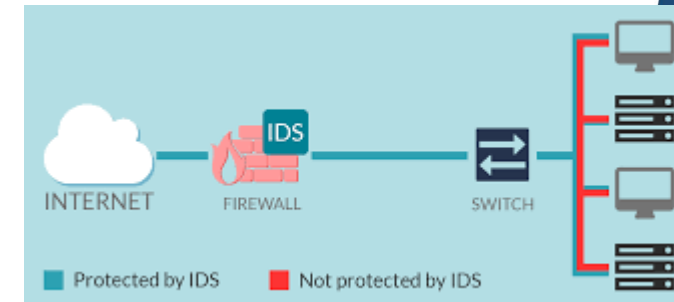 IDS
INTERNET
FIREWALL
SWITCH
Protected by IDS
Not protected by IDS